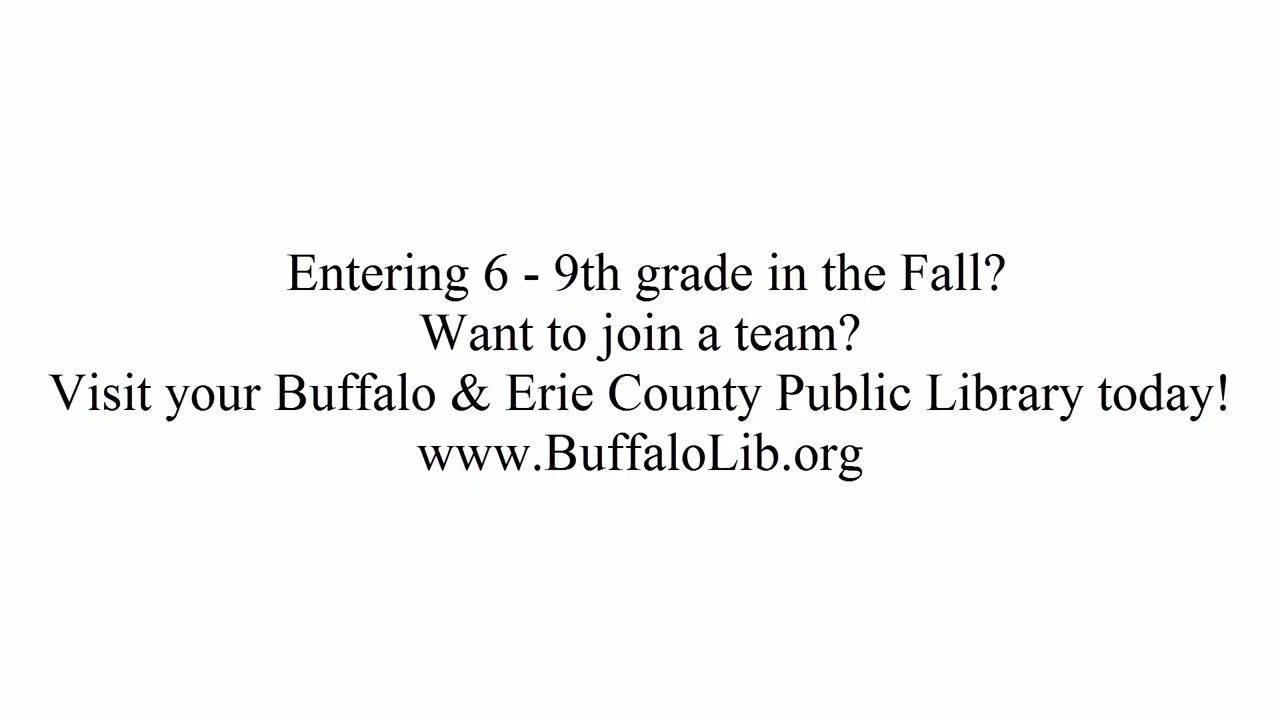 Entering 6 - 9th grade in the Fall?
Want to join a team?
Visit your Buffalo & Erie County Public Library today!
www.BuffaloLib.org